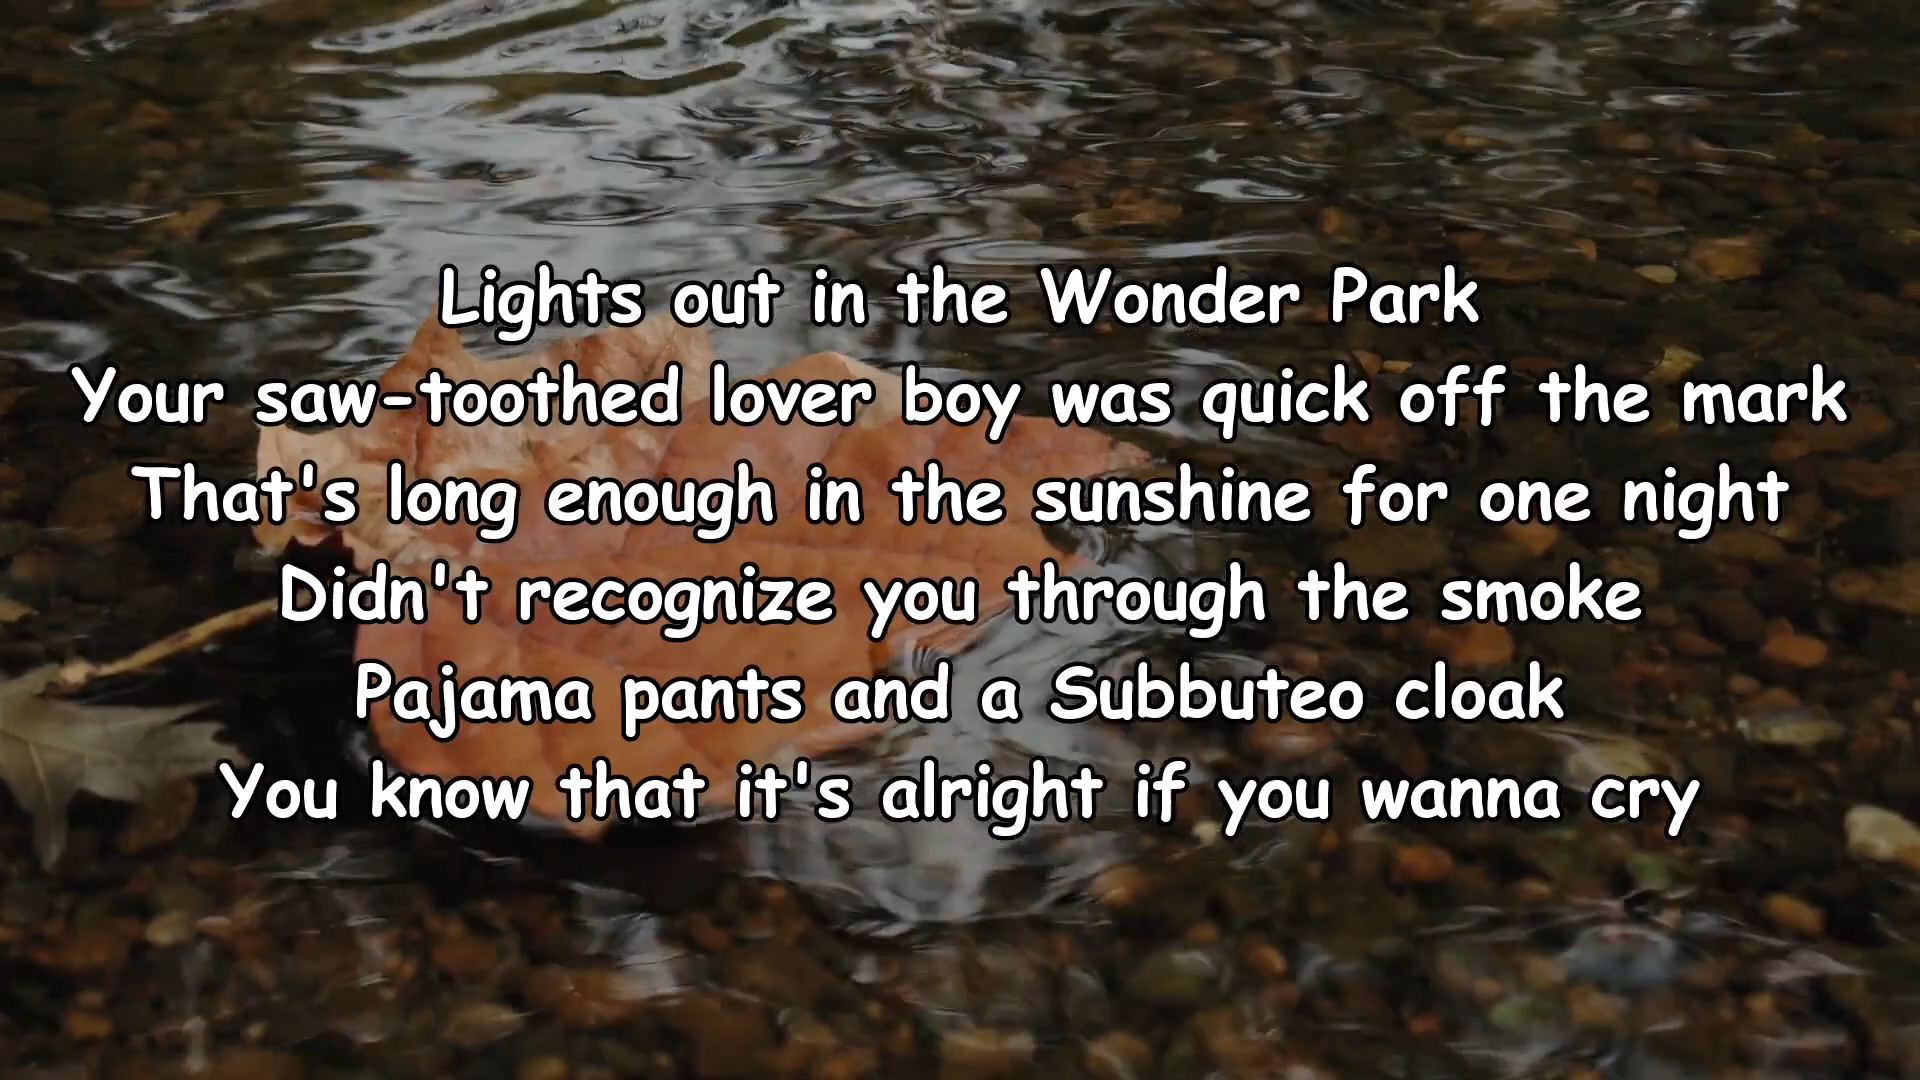 Lights out in the Wonder Park
Your saw-toothed lover boy was quick off the mark
That's long enough in the sunshine for one night
Didn't recognize you through the smoke
Pajama pants and a Subbuteo cloak
You know that it's alright if you wanna cry